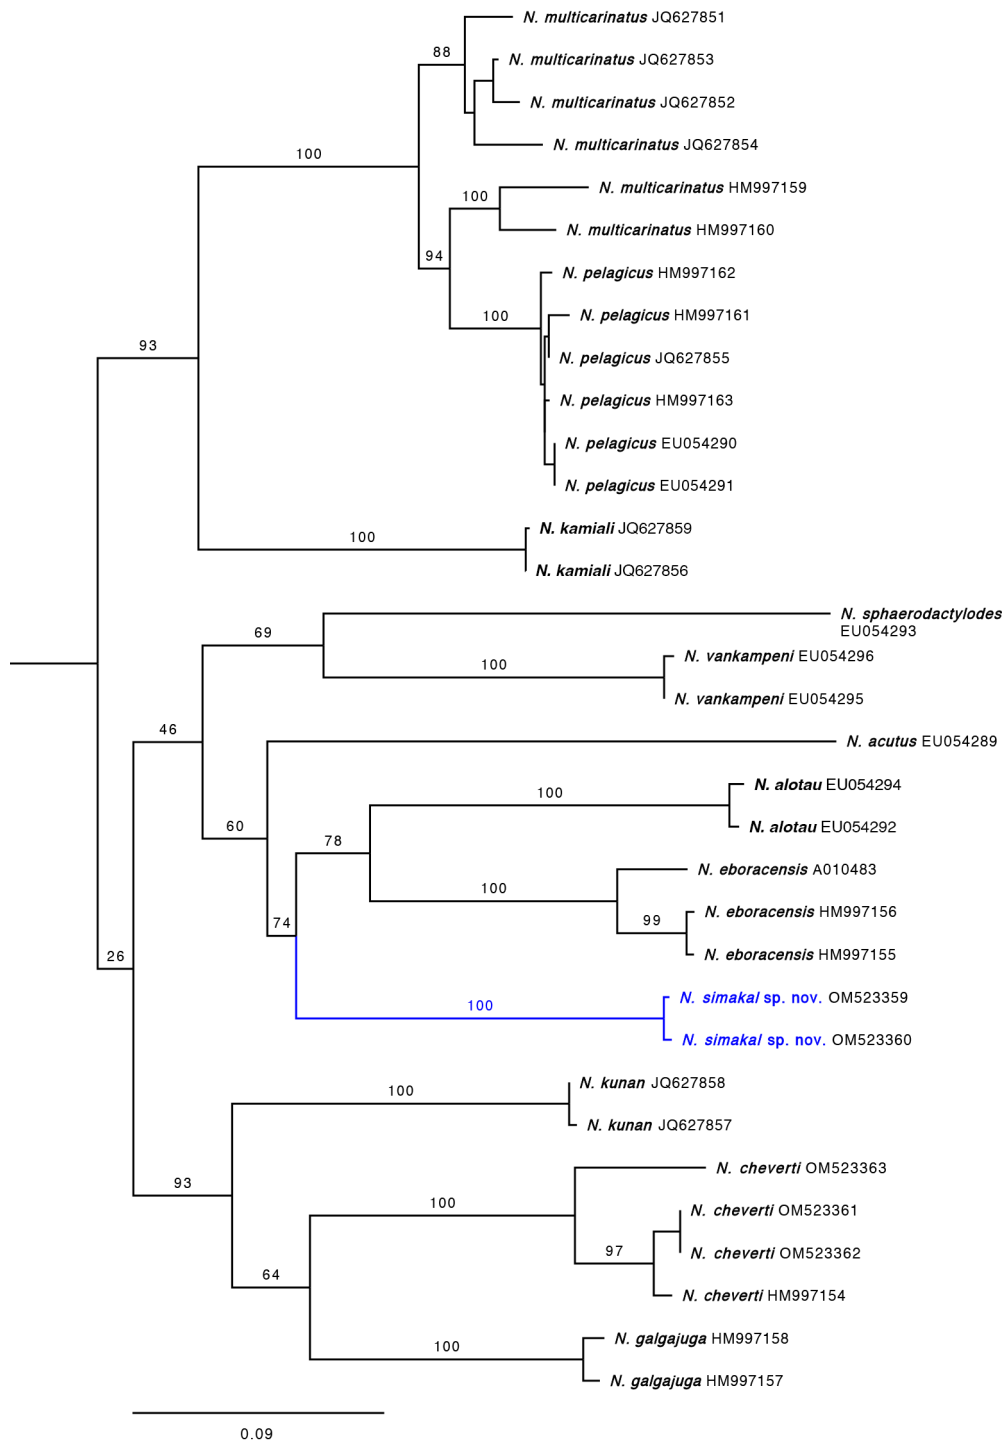 N. multicarinatus JQ627851
88
N. multicarinatus JQ627853
N. multicarinatus JQ627852
N. multicarinatus JQ627854
100
N. multicarinatus HM997159
100
N. multicarinatus HM997160
94
N. pelagicus HM997162
100
N. pelagicus HM997161
93
N. pelagicus JQ627855
N. pelagicus HM997163
N. pelagicus EU054290
N. pelagicus EU054291
N. kamiali JQ627859
100
N. kamiali JQ627856
N. sphaerodactylodes
EU054293
69
N. vankampeni EU054296
100
N. vankampeni EU054295
46
N. acutus EU054289
N. alotau EU054294
100
60
N. alotau EU054292
78
N. eboracensis A010483
100
N. eboracensis HM997156
99
74
N. eboracensis HM997155
26
N. simakal sp. nov. OM523359
100
N. simakal sp. nov. OM523360
N. kunan JQ627858
100
N. kunan JQ627857
N. cheverti OM523363
93
100
N. cheverti OM523361
N. cheverti OM523362
97
64
N. cheverti HM997154
N. galgajuga HM997158
100
N. galgajuga HM997157
0.09